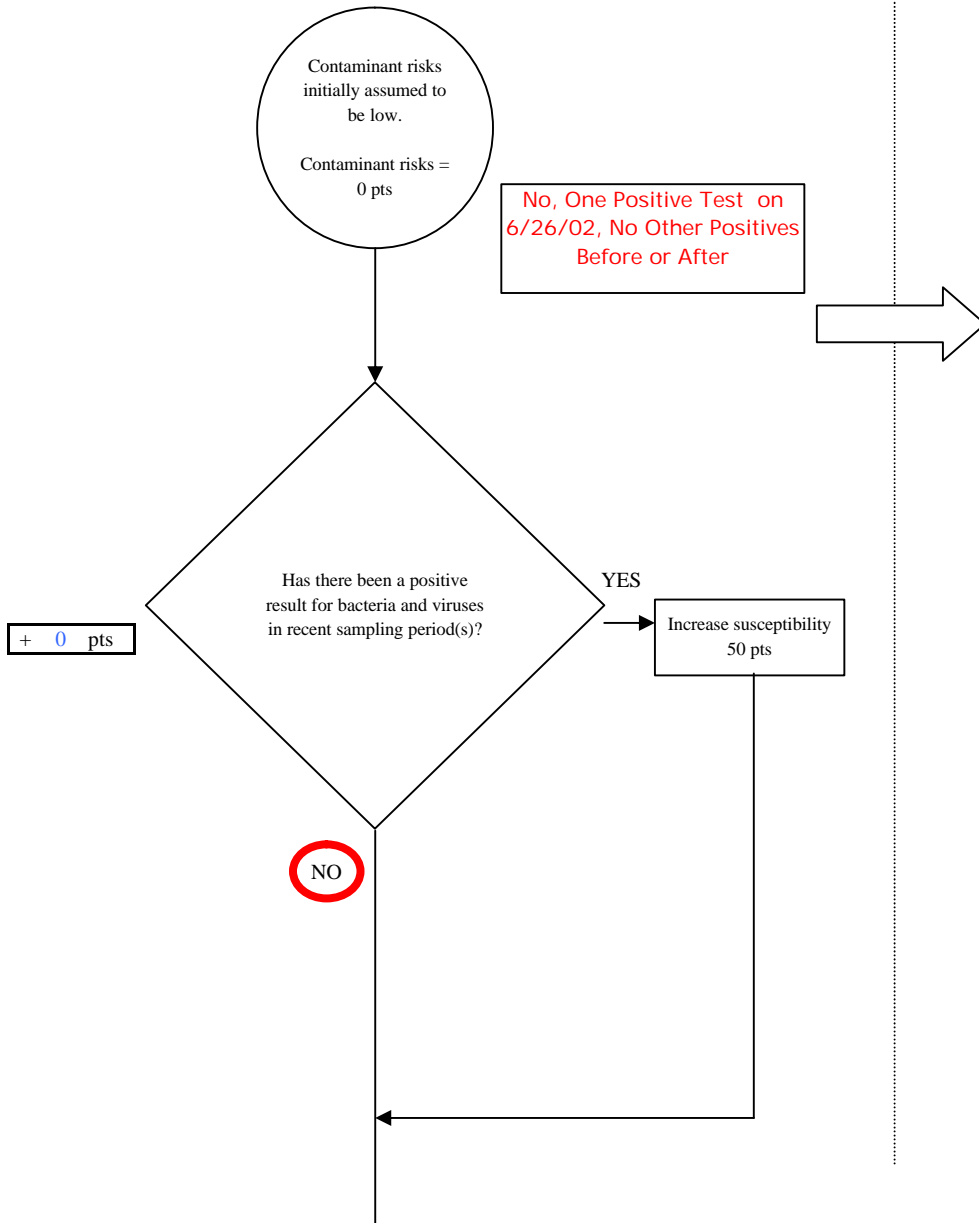 Contaminant risks
initially assumed to
be low.
Contaminant risks =
0 pts
No, One Positive Test on
6/26/02, No Other Positives
Before or After
Has there been a positive
result for bacteria and viruses
in recent sampling period(s)?
YES
Increase susceptibility
50 pts
+ 0 pts
NO